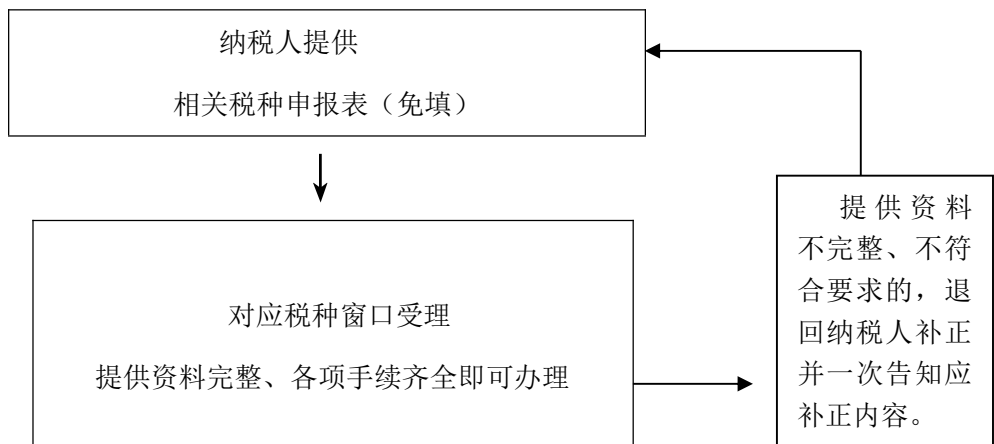 纳税人提供
相关税种申报表（免填）
对应税种窗口受理
提供资料完整、各项手续齐全即可办理
提供资料
不完整、不符
合要求的，退
回纳税人补正
并一次告知应
补正内容。